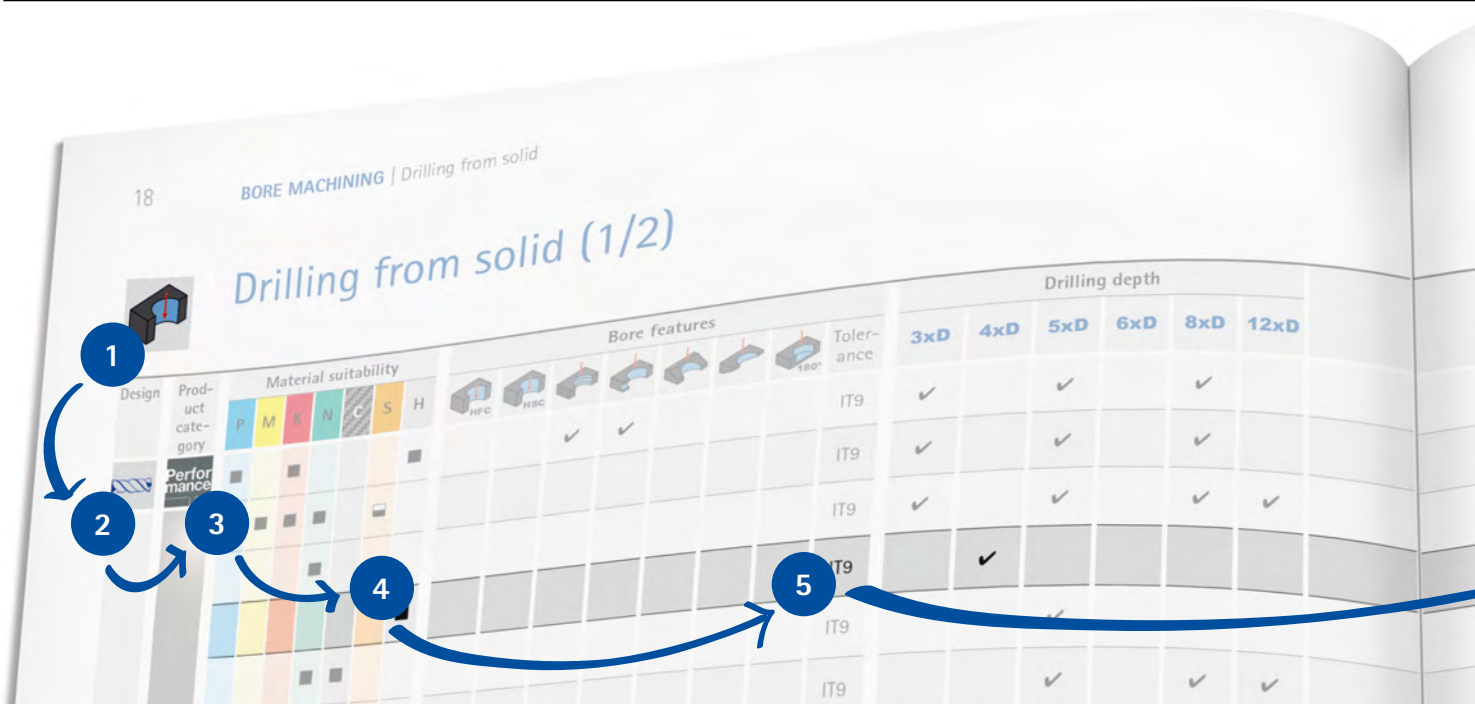 18
BORE MACHINING | Drilling from solid
Drilling from solid (1/2)
Design
Prod-
uct
cate-
gory
Material suitability
P M K N C S H
Bore features
HFC HSC 180°
Toler-
ance
Drilling depth
3xD 4xD 5xD 6xD 8xD 12xD
Perfor
mance
IT9
IT9
IT9
IT9
IT9
IT9
1
2
3
4
5